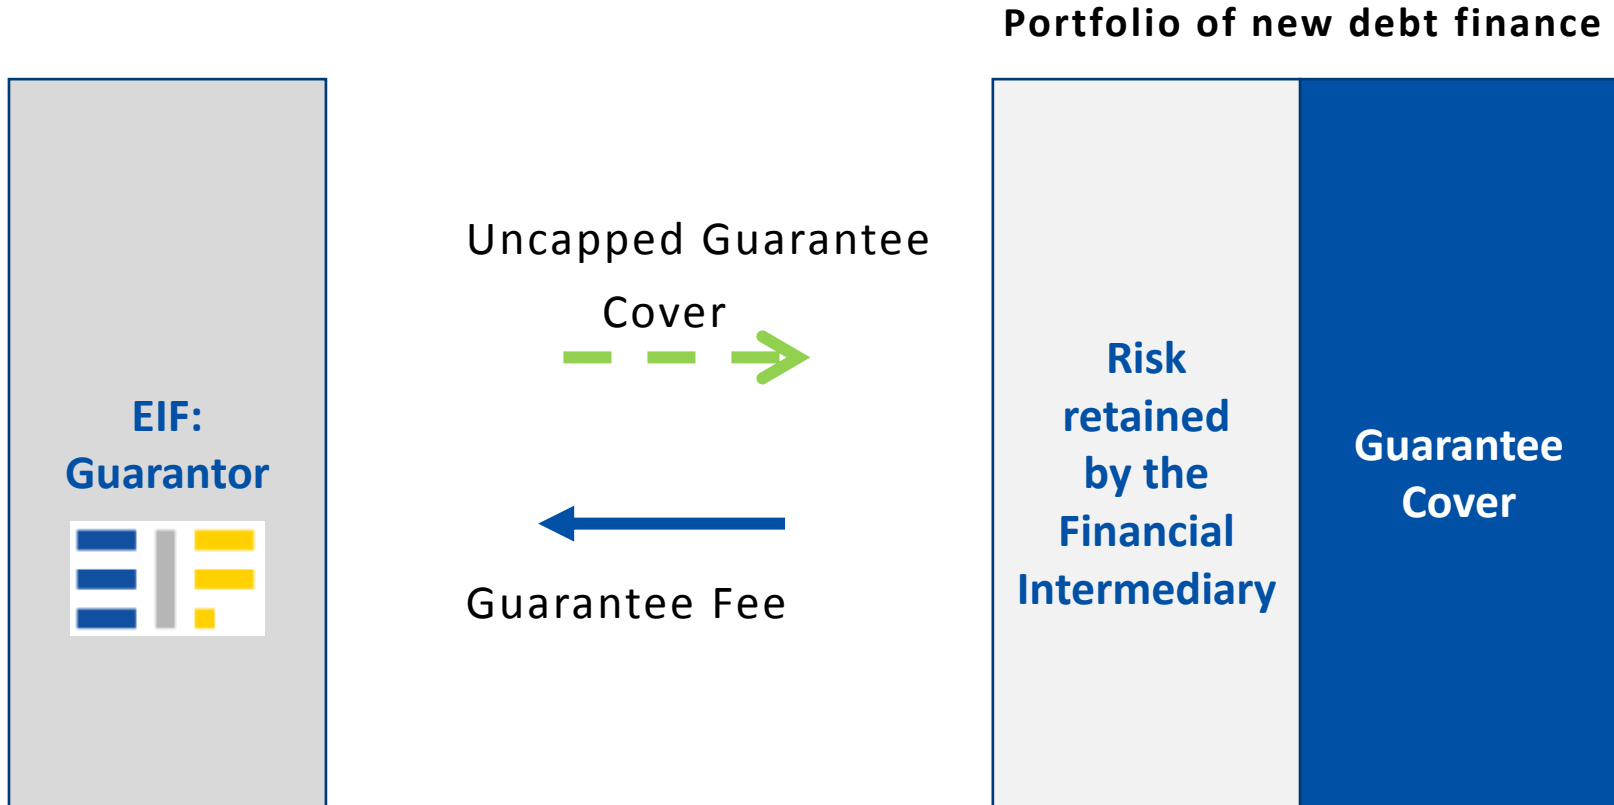 Portfolio of new debt finance
Uncapped Guarantee
Cover
EIF:
Guarantor
Guarantee Fee
Risk
retained
by the
Financial
Intermediary
Guarantee
Cover